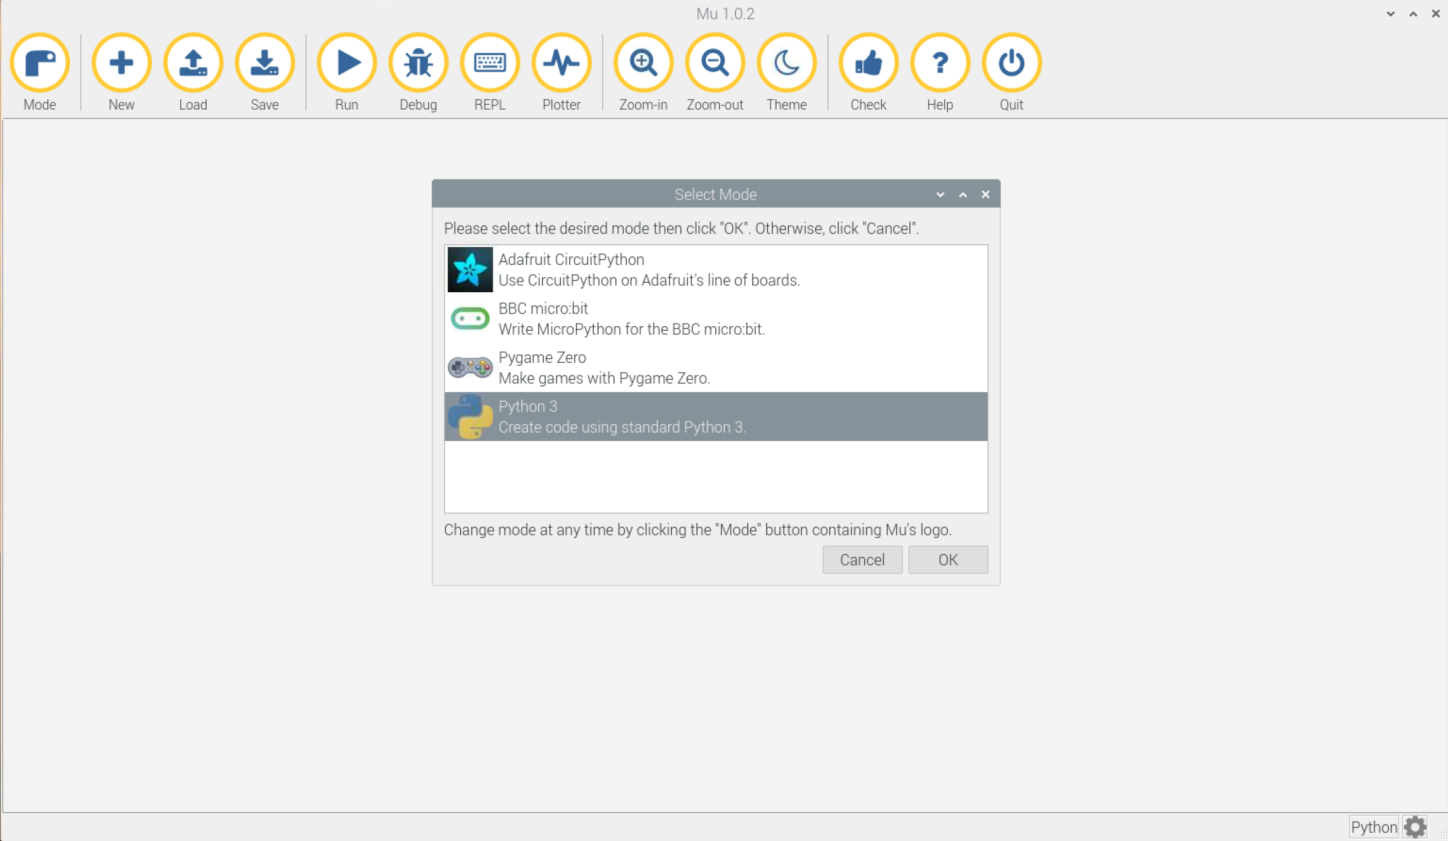 Mu 1.0.2
Mode
New
Load
Save
Run
Debug
REPL
Plotter
Zoom-in
Zoom-out
Theme
Check
Help
Quit
Select Mode
Please select the desired mode then click "OK". Otherwise, click "Cancel".
Adafruit CircuitPython
Use CircuitPython on Adafruit's line of boards.
BBC micro:bit
Write MicroPython for the BBC micro:bit.
Pygame Zero
Make games with Pygame Zero.
Python 3
Create code using standard Python 3.
Change mode at any time by clicking the "Mode" button containing Mu's logo.
Cancel
OK
Python